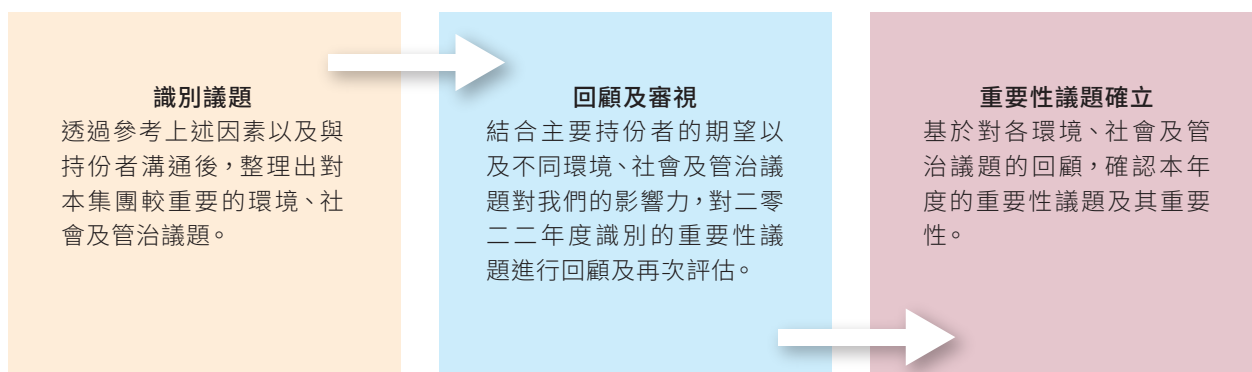 識別議題
透過參考上述因素以及與
持份者溝通後，整理出對
本集團較重要的環境、社
會及管治議題。
回顧及審視
結合主要持份者的期望以
及不同環境、社會及管治議
題對我們的影響力，對二零
二二年度識別的重要性議
題進行回顧及再次評估。
重要性議題確立
基於對各環境、社會及管
治議題的回顧，確認本年
度的重要性議題及其重要
性。